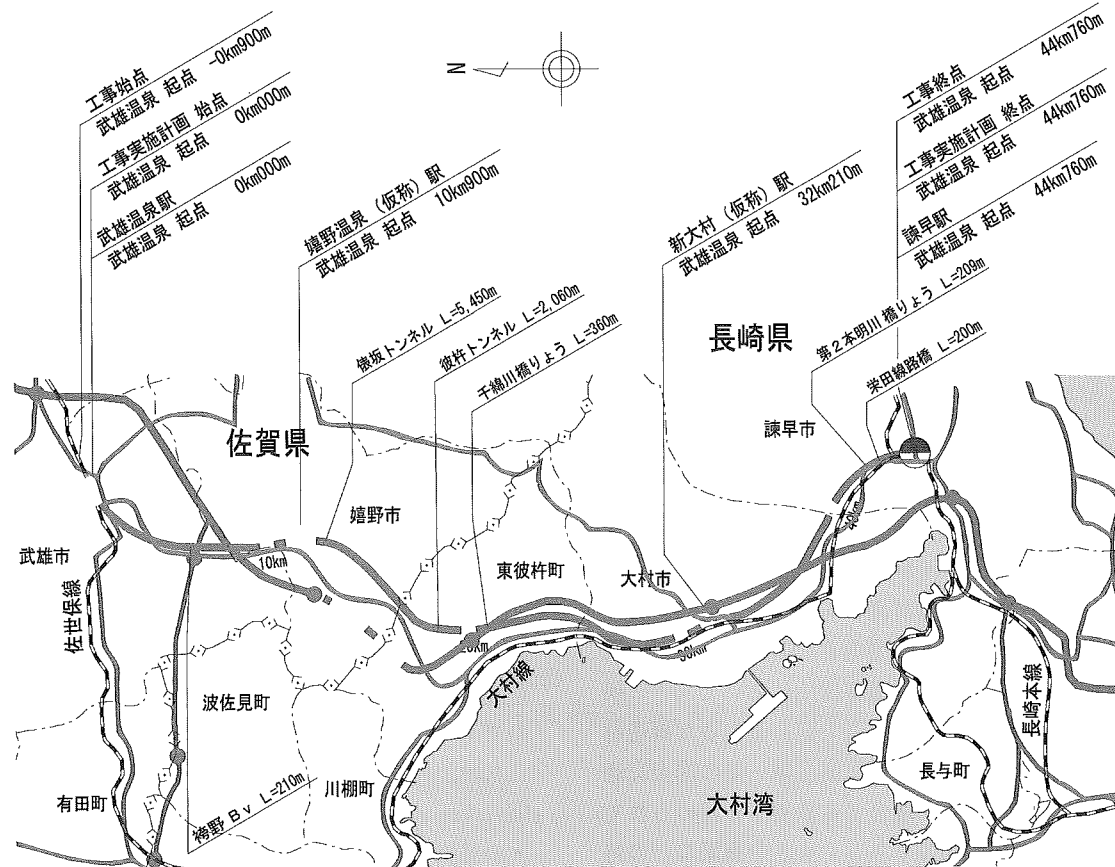 工事始点
武雄温泉 起点 -0km900m
工事実施計画 始点
武雄温泉 起点 0km000m
武雄温泉駅
武雄温泉 起点 0km000m
N
嬉野温泉(仮称)駅
武雄温泉 起点 10km900m
新大村(仮称)駅
武雄温泉 起点 32km210m
工事終点
武雄温泉 起点 44km760m
工事実施計画 終点
武雄温泉 起点 44km760m
諫早駅
武雄温泉 起点 44km760m
俵坂トンネル L=5,450m
彼杵トンネル L=2,060m
千綿川橋りょう L=360m
第2本明川橋りょう L=209m
栄田線路橋 L=200m
長崎県
佐賀県
諫早市
嬉野市
武雄市
10km
東彼杵町
大村市
佐世保線
20km
30km
大村線
波佐見町
長崎本線
有田町
袴野Bv L=210m
川棚町
大村湾
長与町